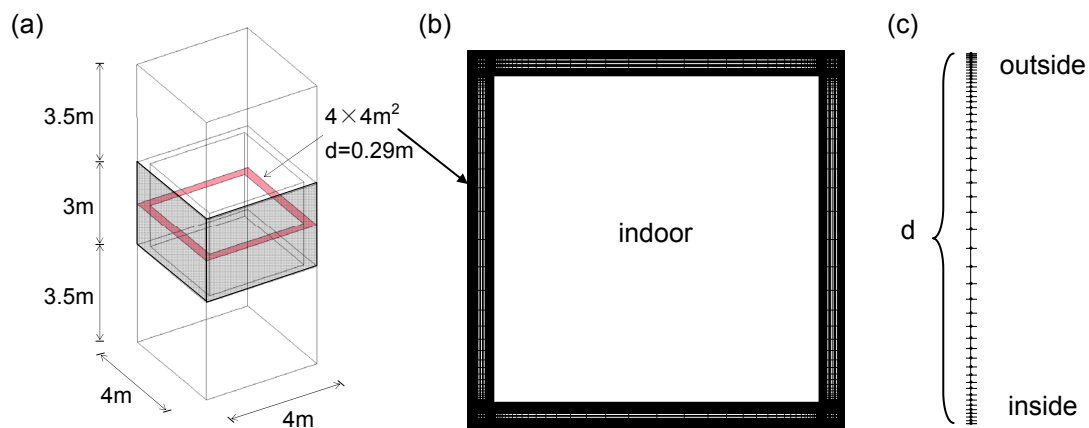 (a)
3.5m
3m
3.5m
4m
4m
4×4m²
d=0.29m
(b)
indoor
(c)
outside
d
inside